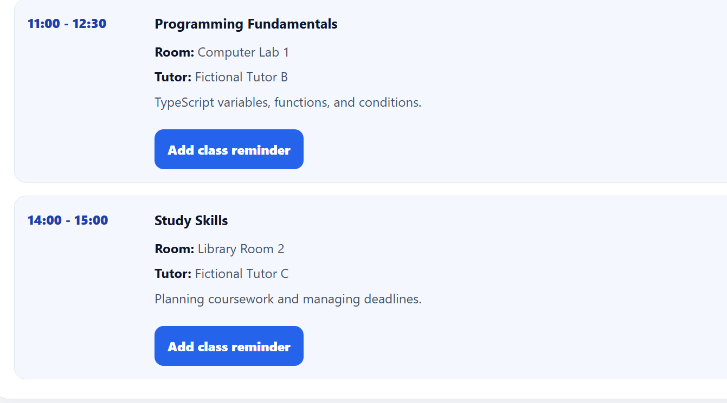 11:00 - 12:30
Programming Fundamentals
Room: Computer Lab 1
Tutor: Fictional Tutor B
TypeScript variables, functions, and conditions.
Add class reminder
14:00 - 15:00
Study Skills
Room: Library Room 2
Tutor: Fictional Tutor C
Planning coursework and managing deadlines.
Add class reminder